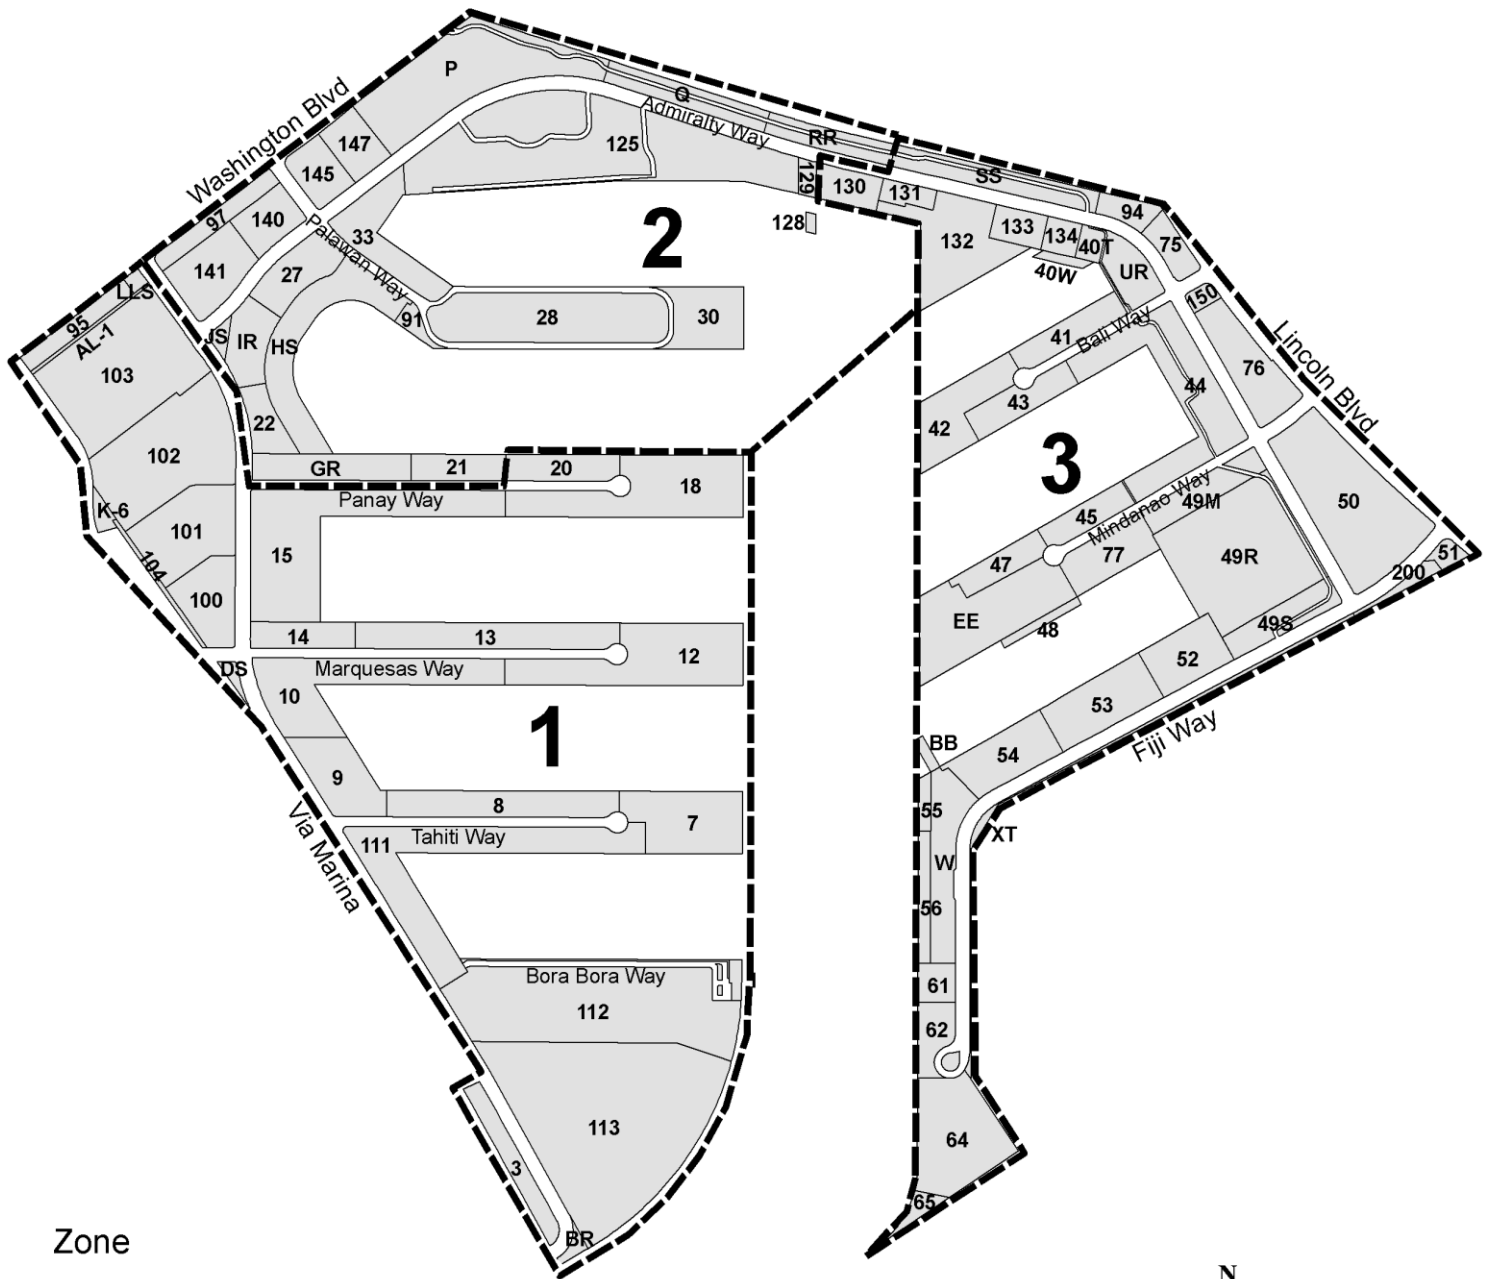 P
Q
Admiralty Way
RR
125
Washington Blvd
147
145
129
130
131
SS
128
133
134
40T
40W
94
75
97
140
33
132
UR
2
Palawan Way
141
27
LLS
95
AL-1
JS
IR
HS
91
28
30
150
103
41
Bali Way
Lincoln Blvd
76
44
22
43
42
102
GR
21
20
3
18
Panay Way
K-6
101
104
100
15
45
Mindanao Way
49M
50
47
77
49R
51
200
14
13
12
Marquesas Way
DS
EE
48
49S
52
10
1
53
Fiji Way
BB
54
9
8
7
Tahiti Way
111
Via Marina
55
XT
W
56
Bora Bora Way
112
61
62
113
3
64
65
BR
Zone
N